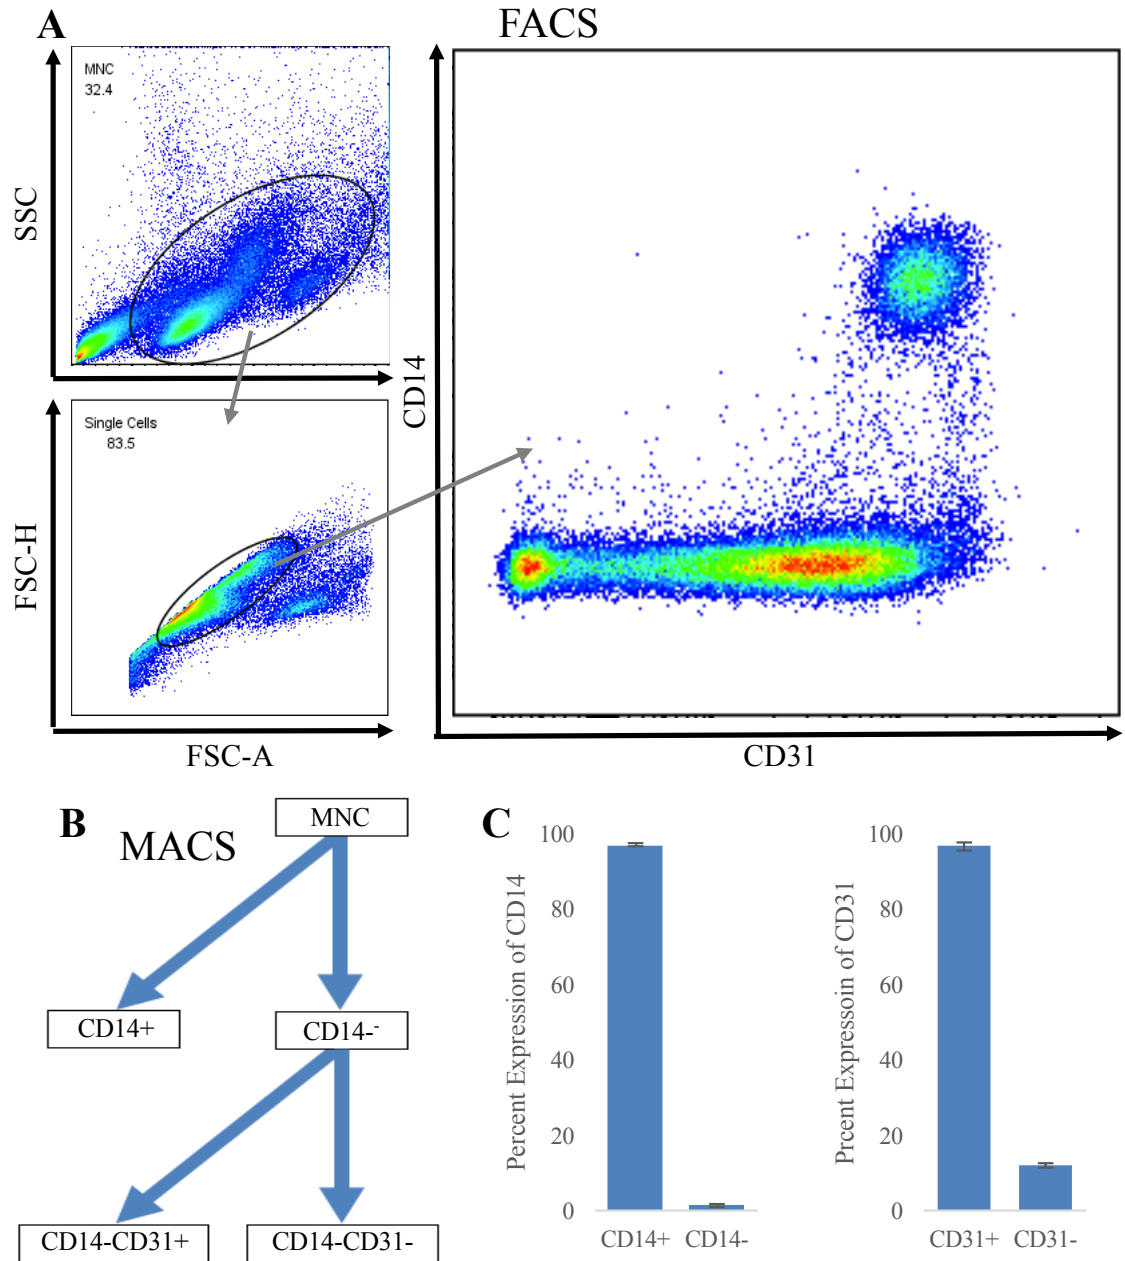 A
FACS
MNC
32.4
SSC
Single Cells
83.5
FSC-H
FSC-A
CD14
CD31
B
MACS
MNC
CD14+
CD14-⁻
CD14-CD31+
CD14-CD31-
C
Percent Expression of CD14
100
80
60
40
20
0
CD14+ CD14-
Prcent Expressoin of CD31
100
80
60
40
20
0
CD31+ CD31-